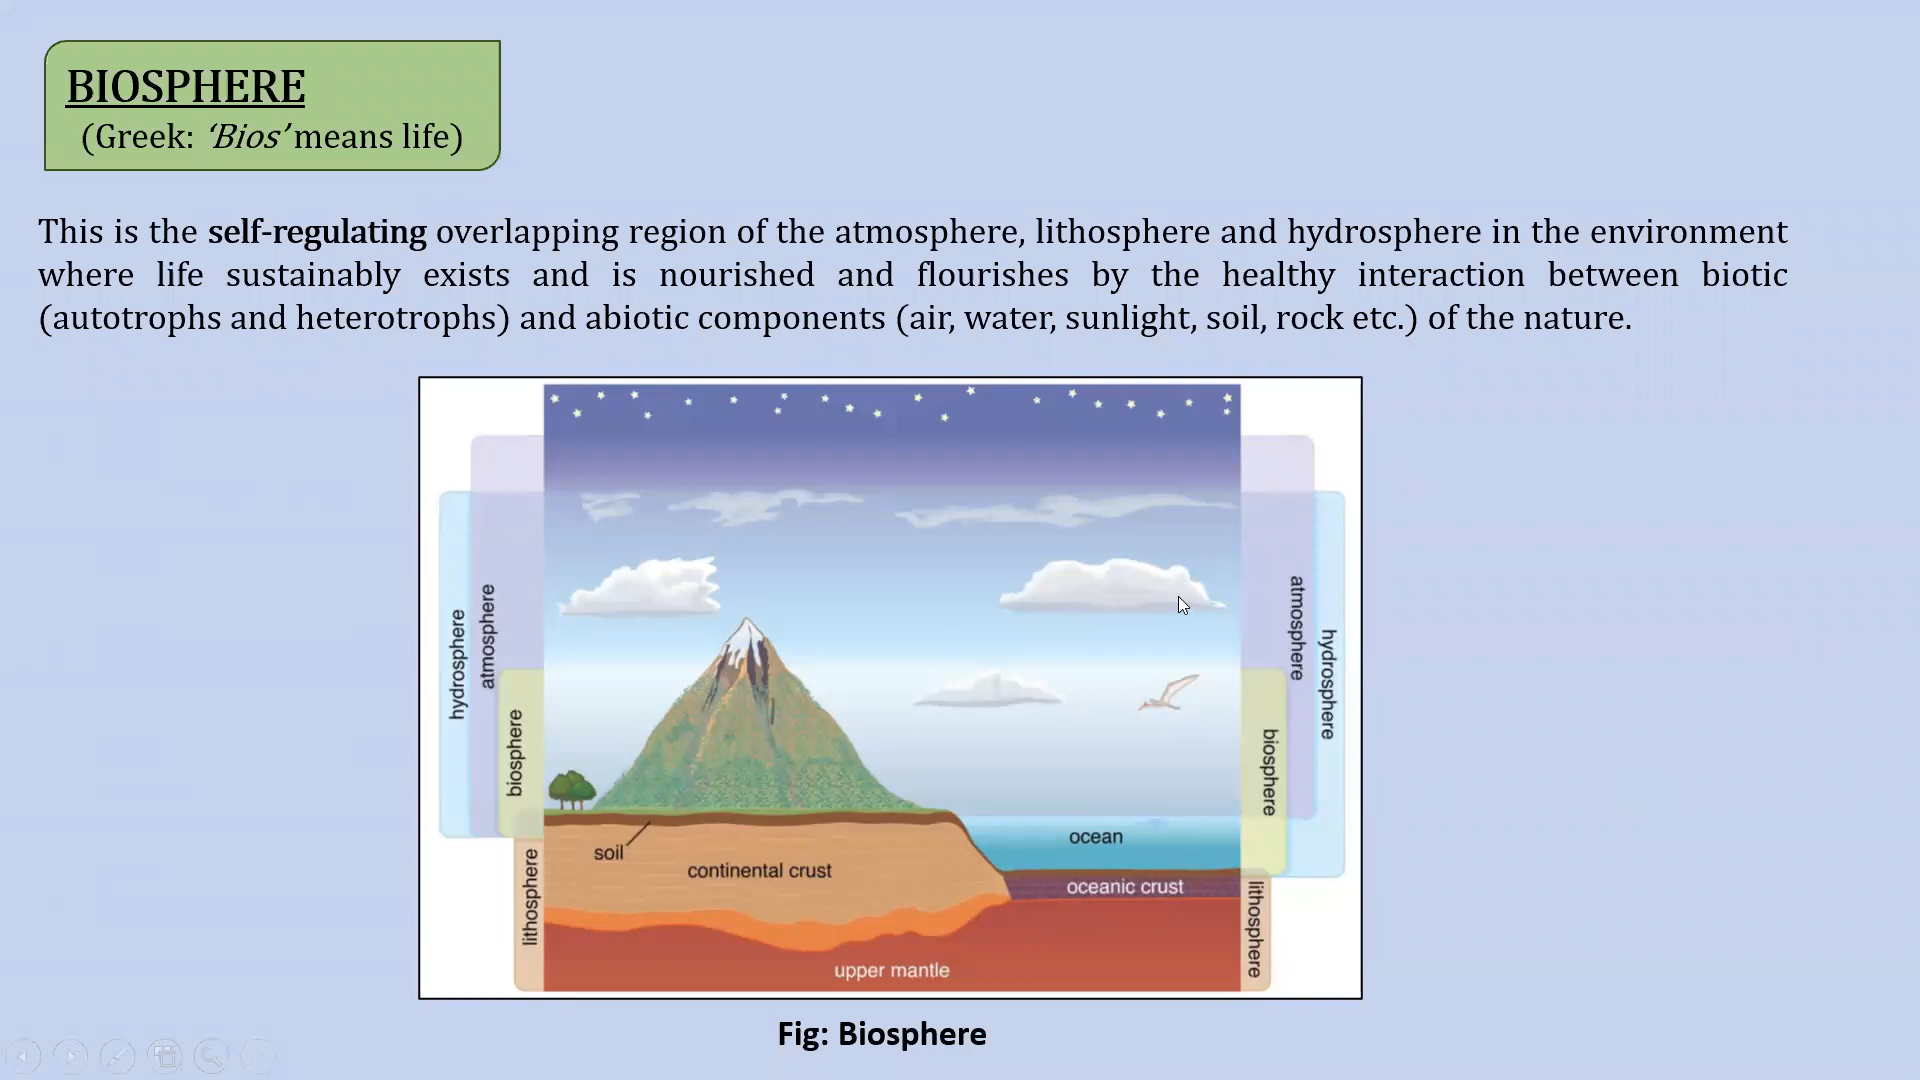 BIOSPHERE
(Greek: ‘Bios’ means life)
This is the self-regulating overlapping region of the atmosphere, lithosphere and hydrosphere in the environment
where life sustainably exists and is nourished and flourishes by the healthy interaction between biotic
(autotrophs and heterotrophs) and abiotic components (air, water, sunlight, soil, rock etc.) of the nature.
hydrosphere
atmosphere
biosphere
lithosphere
soil
continental crust
ocean
oceanic crust
upper mantle
atmosphere
hydrosphere
biosphere
lithosphere
Fig: Biosphere